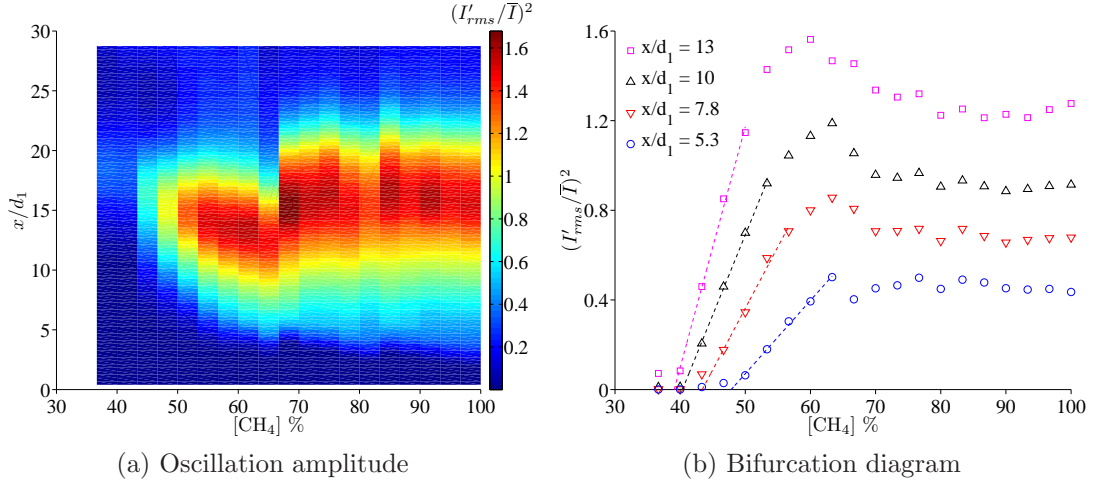 (I'rms/I̅)²
30
25
20
15
10
5
0
x/d₁
30 40 50 60 70 80 90 100
[CH₄] %
1.6
1.4
1.2
1
0.8
0.6
0.4
0.2
(a) Oscillation amplitude
1.6
1.2
0.8
0.4
0
(I'rms/I̅)²
x/d₁ = 13
x/d₁ = 10
x/d₁ = 7.8
x/d₁ = 5.3
30 40 50 60 70 80 90 100
[CH₄] %
(b) Bifurcation diagram